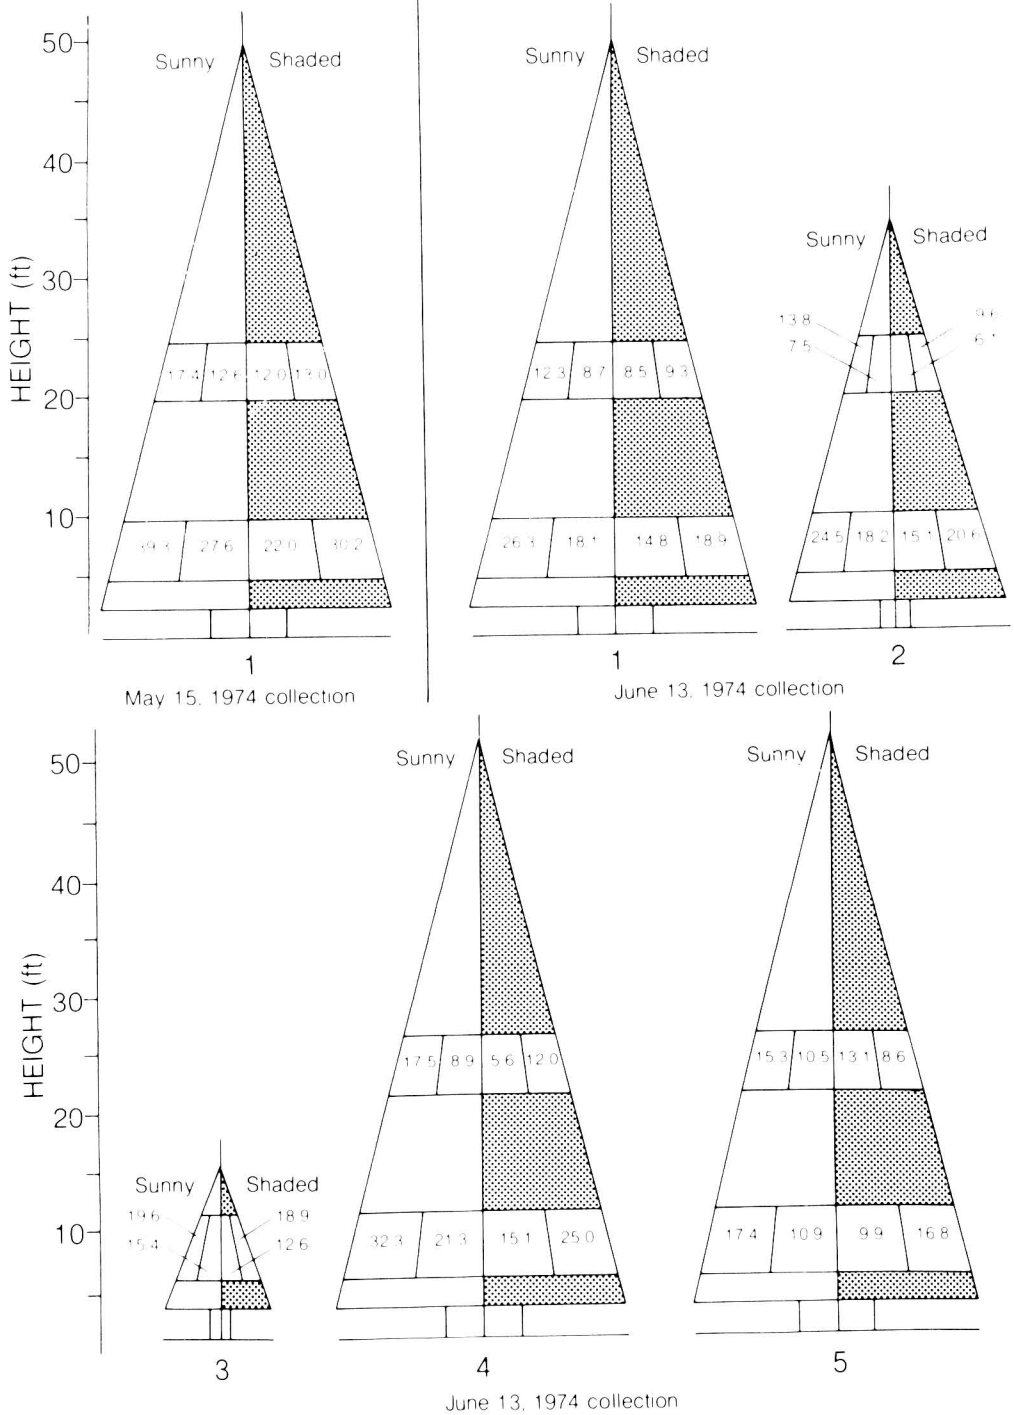 50
Sunny Shaded
Sunny Shaded
40
30
Sunny Shaded
13.8
7.5
9.6
HEIGHT (ft)
17.4 12.6 12.0 13.0
12.3 8.7 8.5 9.3
20
10
39.3 27.6 22.0 30.2
26.3 18.1 14.8 18.9
24.5 18.2 15.1 20.6
1
1
2
May 15, 1974 collection
June 13, 1974 collection
50
Sunny Shaded
Sunny Shaded
40
HEIGHT (ft)
30
17.5 8.9 5.6 12.0
15.3 10.5 13.1 8.6
20
Sunny Shaded
19.6 18.9
15.4 12.6
10
32.3 21.3 15.1 25.0
17.4 10.9 9.9 16.8
3
4
5
June 13, 1974 collection